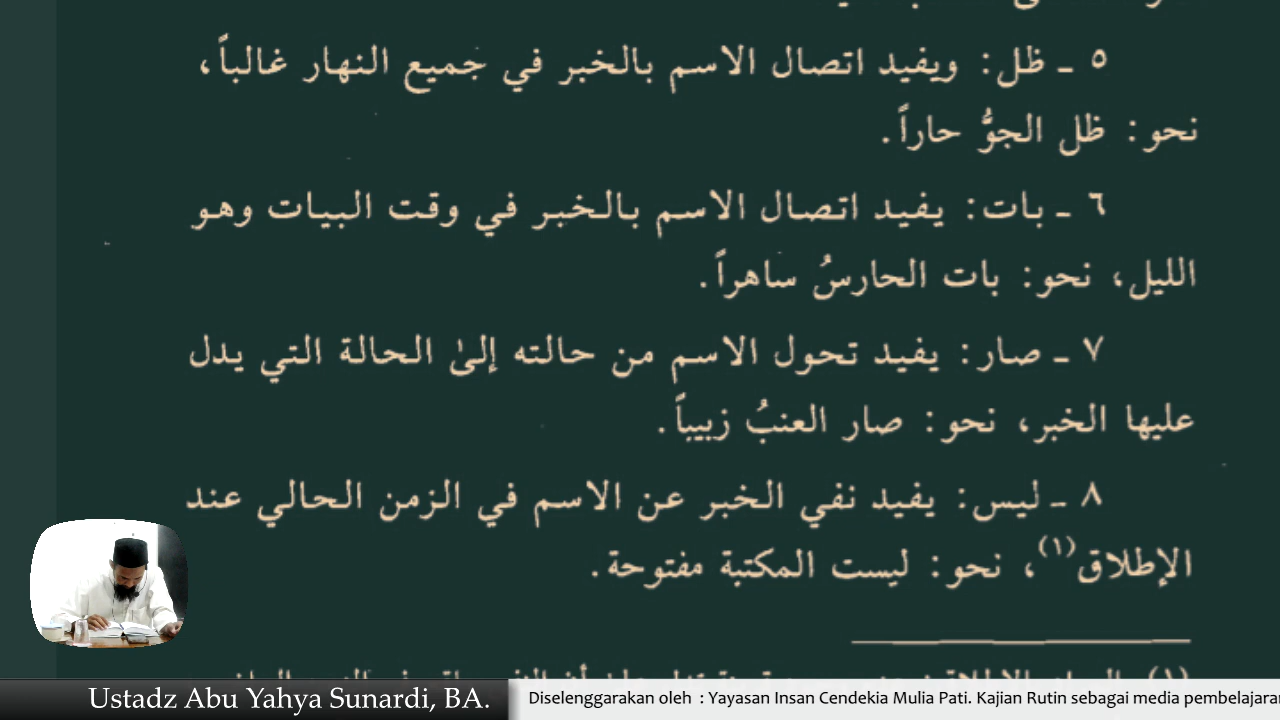 ٥ ـ ظل: ويفيد اتصال الاسم بالخبر في جميع النهار غالباً،
نحو: ظل الجوُّ حاراً.
٦ ـ بات: يفيد اتصال الاسم بالخبر في وقت البيات وهو
الليل، نحو: بات الحارسُ ساهراً.
٧ ـ صار: يفيد تحول الاسم من حالته إلىٰ الحالة التي يدل
عليها الخبر، نحو: صار العنبُ زبيباً.
٨ ـ ليس: يفيد نفي الخبر عن الاسم في الزمن الحالي عند
الإطلاق(١)، نحو: ليست المكتبة مفتوحة.
Ustadz Abu Yahya Sunardi, BA.
Diselenggarakan oleh : Yayasan Insan Cendekia Mulia Pati. Kajian Rutin sebagai media pembelajara